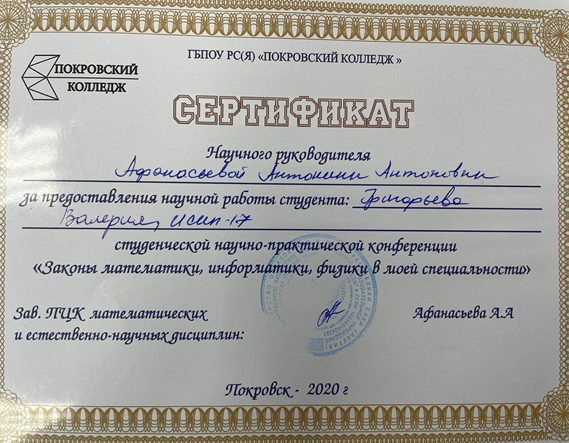 ГБПОУ РС(Я) «ПОКРОВСКИЙ КОЛЛЕДЖ »
ПОКРОВСКИЙ
КОЛЛЕДЖ
СЕРТИФИКАТ
Научного руководителя
Афанасьевой Антонины Антоновны
за предоставления научной работы студента: Григорьева
Валерия, ИСИП-17
студенческой научно-практической конференции
«Законы математики, информатики, физики в моей специальности»
Зав. ПЦК математических
и естественно-научных дисциплин:
Афанасьева А.А
Покровск - 2020 г